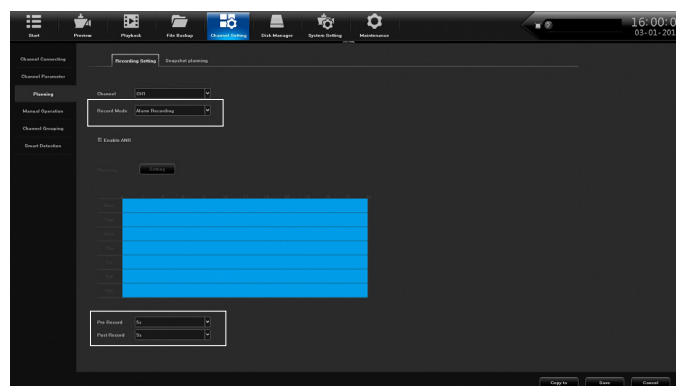 Start Preview Playback File Backup Channel Setting Disk Manager System Setting Maintenance
16:00:0
03-01-201
Channel Connecting
Channel Parameter
Planning
Manual Operation
Channel Grouping
Smart Detection
Recording Setting Snapshot planning
Channel CH1
Record Mode Alarm Recording
Enable ANR
Planning Setting
Pre Record 5s
Post Record 5s
Copy to Save Cancel